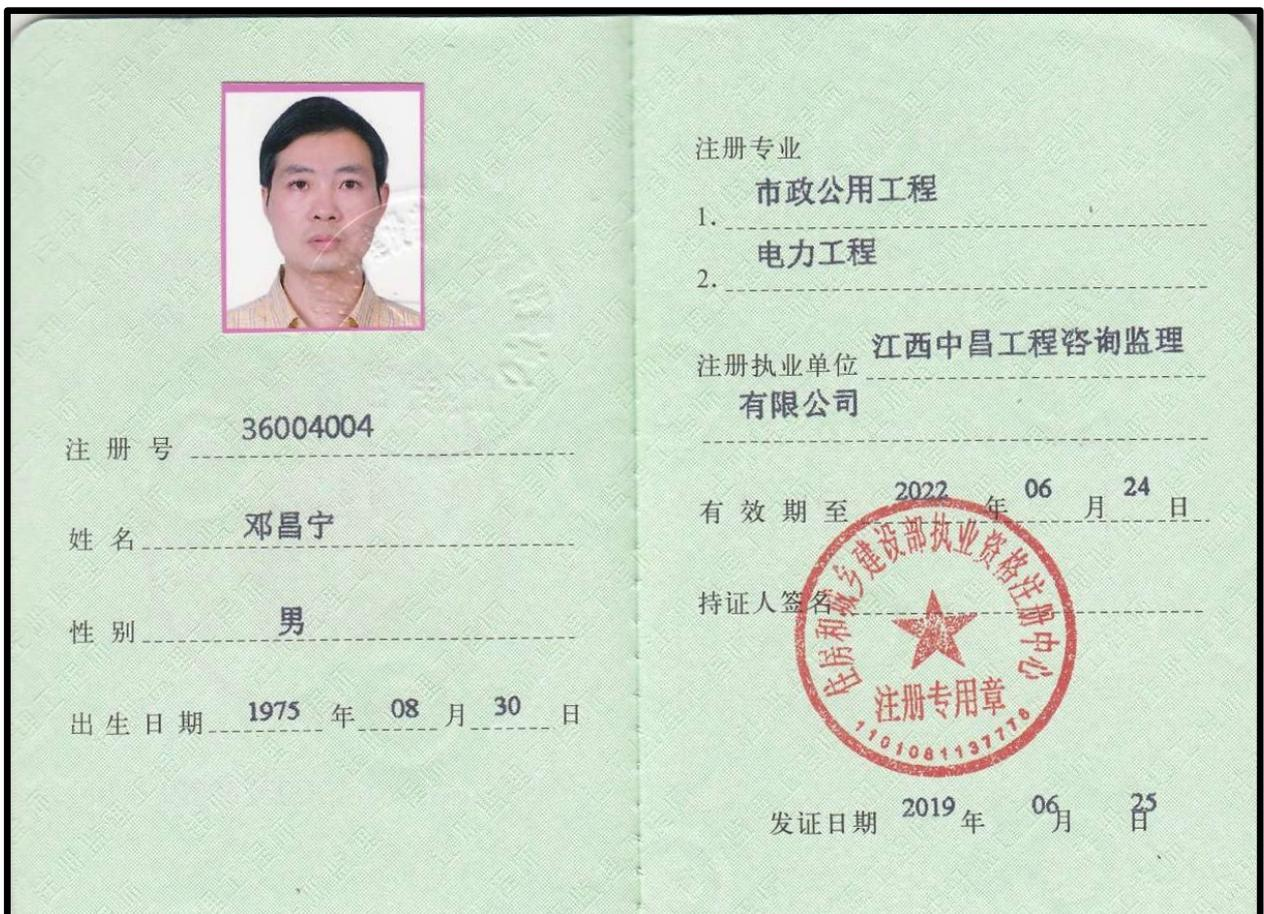 注册号 36004004
姓名 邓昌宁
性别 男
出生日期 1975 年 08 月 30 日
注册专业
1. 市政公用工程
2. 电力工程
注册执业单位 江西中昌工程咨询监理
有限公司
有效期至 2022 年 06 月 24 日
持证人签名
住房和城乡建设部执业资格注册中心
注册专用章
1101081137778
发证日期 2019 年 06 月 25 日